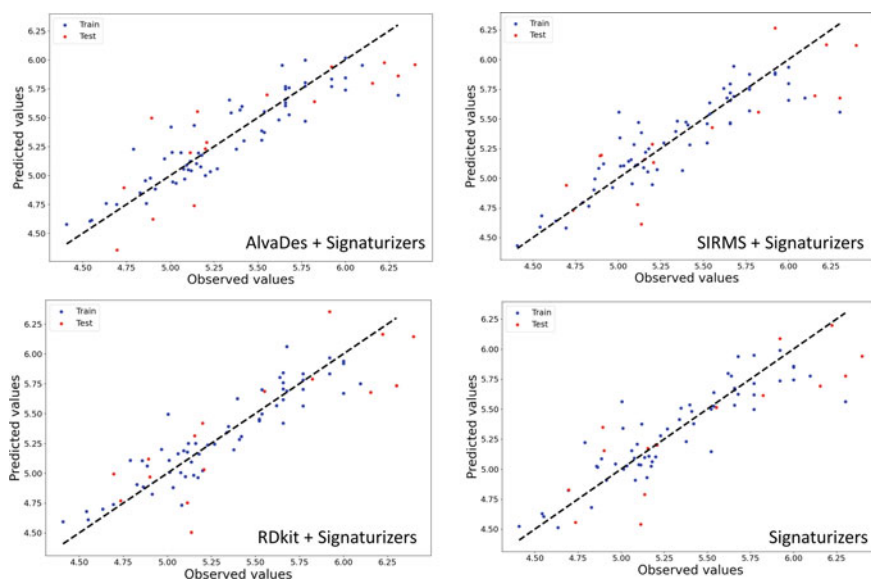 Train
Test
6.25
6.00
5.75
5.50
5.25
5.00
4.75
4.50
Predicted values
AlvaDes + Signaturizers
4.50 4.75 5.00 5.25 5.50 5.75 6.00 6.25
Observed values
Train
Test
6.25
6.00
5.75
5.50
5.25
5.00
4.75
4.50
Predicted values
SIRMS + Signaturizers
4.50 4.75 5.00 5.25 5.50 5.75 6.00 6.25
Observed values
Train
Test
6.25
6.00
5.75
5.50
5.25
5.00
4.75
4.50
Predicted values
RDkit + Signaturizers
4.50 4.75 5.00 5.25 5.50 5.75 6.00 6.25
Observed values
Train
Test
6.25
6.00
5.75
5.50
5.25
5.00
4.75
4.50
Predicted values
Signaturizers
4.50 4.75 5.00 5.25 5.50 5.75 6.00 6.25
Observed values